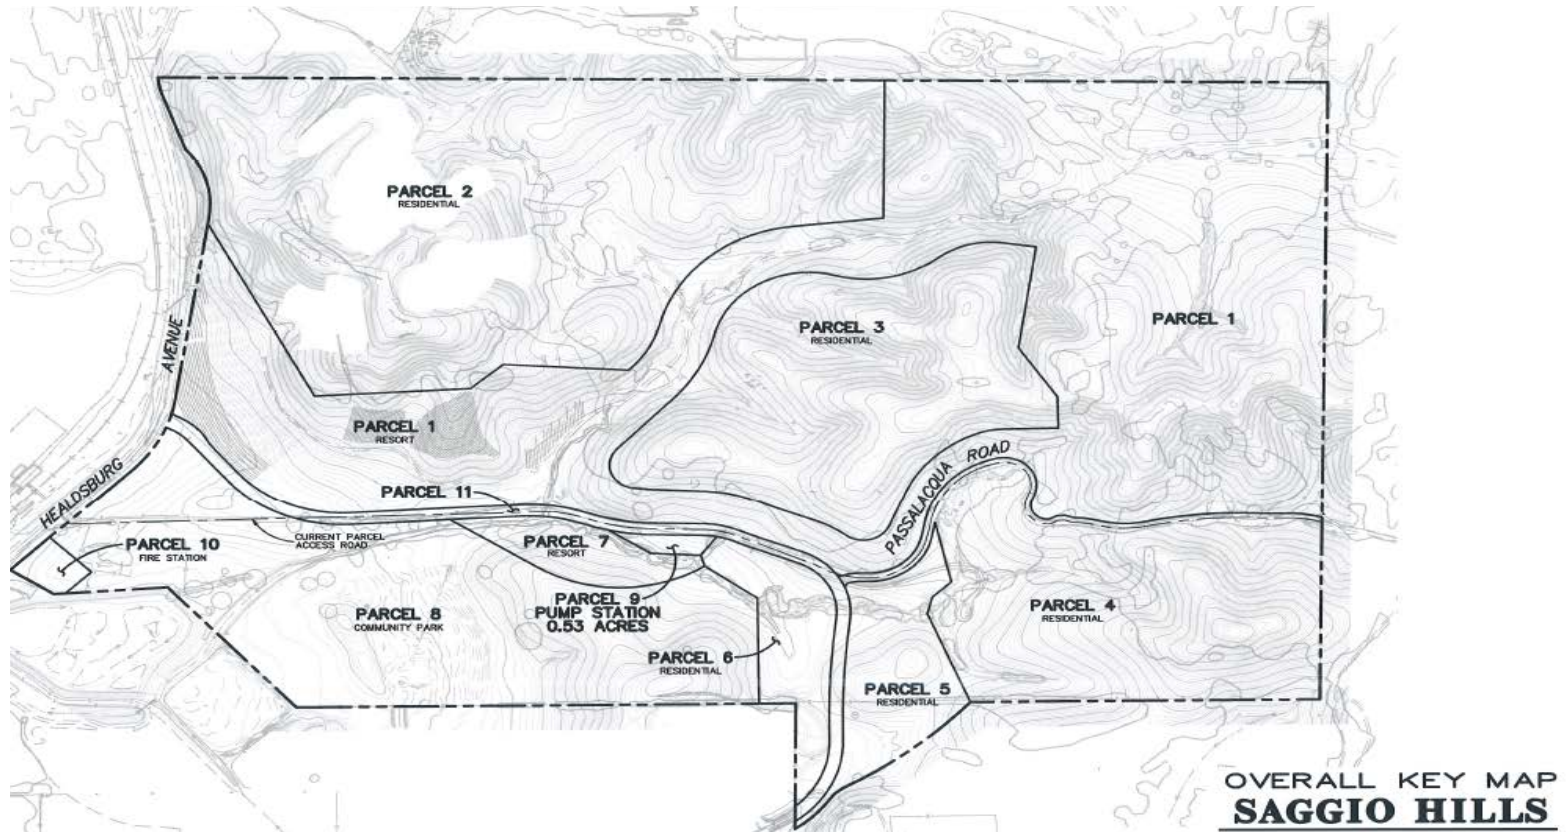 PARCEL 2
RESIDENTIAL
PARCEL 3
RESIDENTIAL
PARCEL 1
AVENUE
HEALDSBURG
PARCEL 1
RESORT
PASSALACQUA ROAD
PARCEL 11
CURRENT PARCEL
ACCESS ROAD
PARCEL 10
FIRE STATION
PARCEL 7
RESORT
PARCEL 9
PUMP STATION
0.53 ACRES
PARCEL 8
COMMUNITY PARK
PARCEL 4
RESIDENTIAL
PARCEL 6
RESIDENTIAL
PARCEL 5
RESIDENTIAL
OVERALL KEY MAP
SAGGIO HILLS